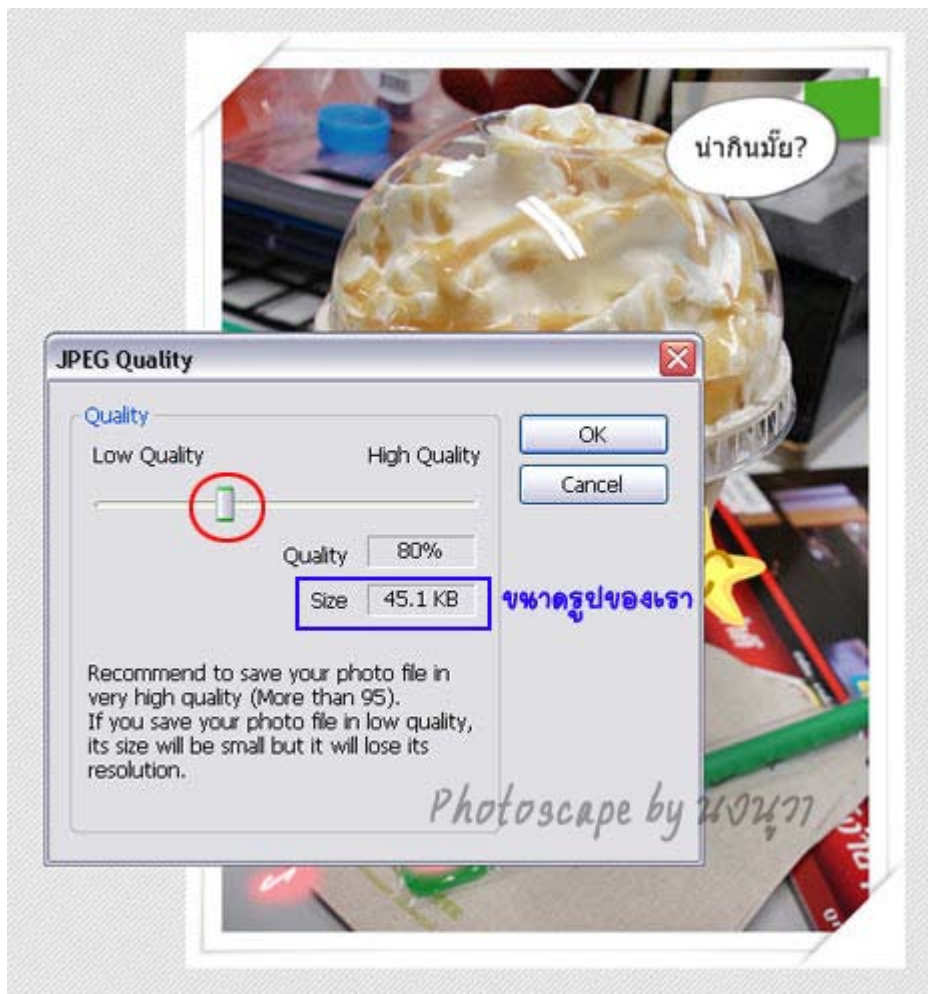 น่ากินมั๊ย?
JPEG Quality
Quality
Low Quality High Quality
OK
Cancel
Quality 80%
Size 45.1 KB ขนาดรูปของเรา
Recommend to save your photo file in
very high quality (More than 95).
If you save your photo file in low quality,
its size will be small but it will lose its
resolution.
Photoscape by นงนูวา